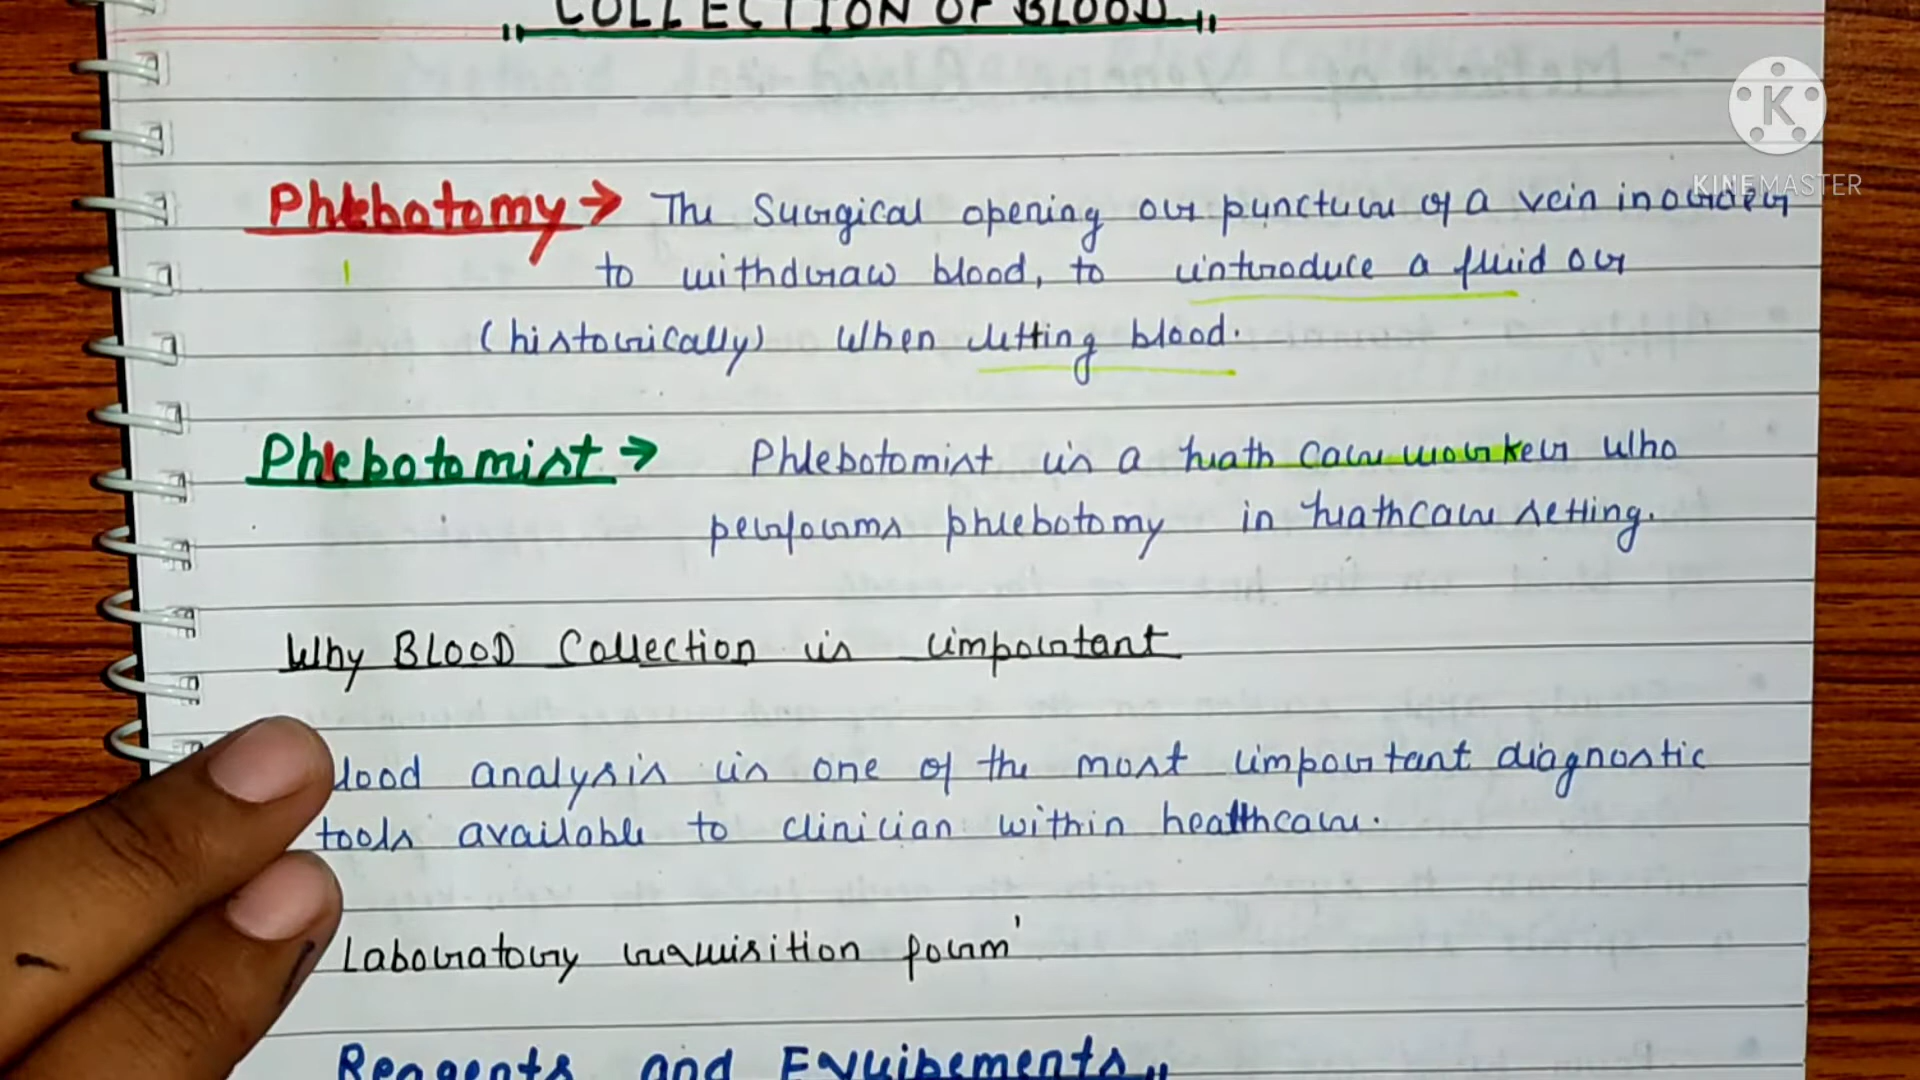 COLLECTION OF BLOOD
K
KINEMASTER
Phlebotomy → The Surgical opening or puncture of a vein in order
to withdraw blood, to introduce a fluid or
(historically) When letting blood.
Phlebotomist → Phlebotomist is a heath care worker who
performs phlebotomy in heathcare setting.
Why BLOOD Collection is important
lood analysis is one of the most important diagnostic
tools available to clinician within healthcare.
Laboratory requisition form'
Reagents and Equipements